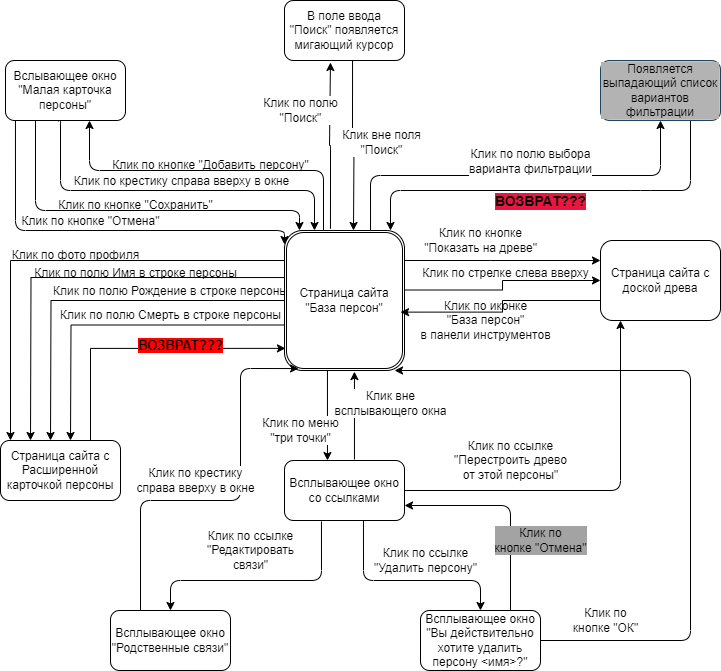 В поле ввода
"Поиск" появляется
мигающий курсор
Вслывающее окно
"Малая карточка
персоны"
Появляется
выпадающий список
вариантов
фильтрации
Клик по полю
"Поиск"
Клик вне поля
"Поиск"
Клик по полю выбора
варианта фильтрации
Клик по кнопке "Добавить персону"
Клик по крестику справа вверху в окне
ВОЗВРАТ???
Клик по кнопке "Сохранить"
Клик по кнопке "Отмена"
Клик по кнопке
"Показать на древе"
Клик по фото профиля
Клик по полю Имя в строке персоны
Клик по стрелке слева вверху
Страница сайта с
доской древа
Клик по полю Рождение в строке персоны
Страница сайта
"База персон"
Клик по иконке
"База персон"
в панели инструментов
Клик по полю Смерть в строке персоны
ВОЗВРАТ???
Клик вне
всплывающего окна
Клик по меню
"три точки"
Страница сайта с
Расширенной
карточкой персоны
Клик по крестику
справа вверху в окне
Всплывающее окно
со ссылками
Клик по ссылке
"Перестроить древо
от этой персоны"
Клик по ссылке
"Редактировать
связи"
Клик по ссылке
"Удалить персону"
Клик по
кнопке "Отмена"
Всплывающее окно
"Родственные связи"
Всплывающее окно
"Вы действительно
хотите удалить
персону <имя>?"
Клик по
кнопке "ОК"